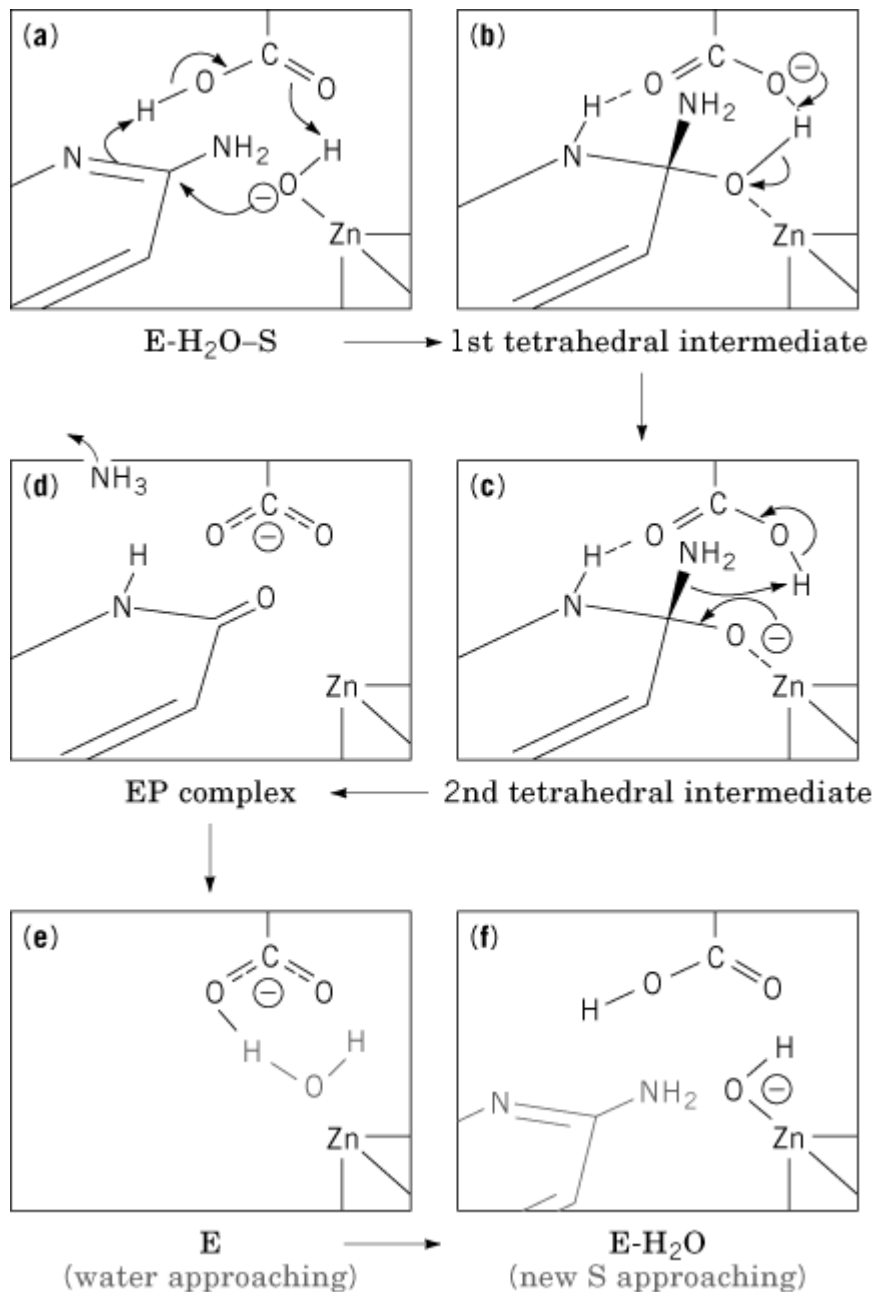 (a)
C
H
O
O
H
N
NH₂
O
⊖
Zn
E-H₂O–S
(b)
C
⊖
O
O
H
NH₂
H
N
O
Zn
1st tetrahedral intermediate
(d)
NH₃
C
O
O
⊖
H
O
N
Zn
EP complex
(c)
C
O
O
H
NH₂
H
N
O
⊖
Zn
2nd tetrahedral intermediate
(e)
C
O
O
⊖
H
H
O
Zn
E
(water approaching)
(f)
C
O
O
H
H
N
NH₂
O
⊖
Zn
E-H₂O
(new S approaching)